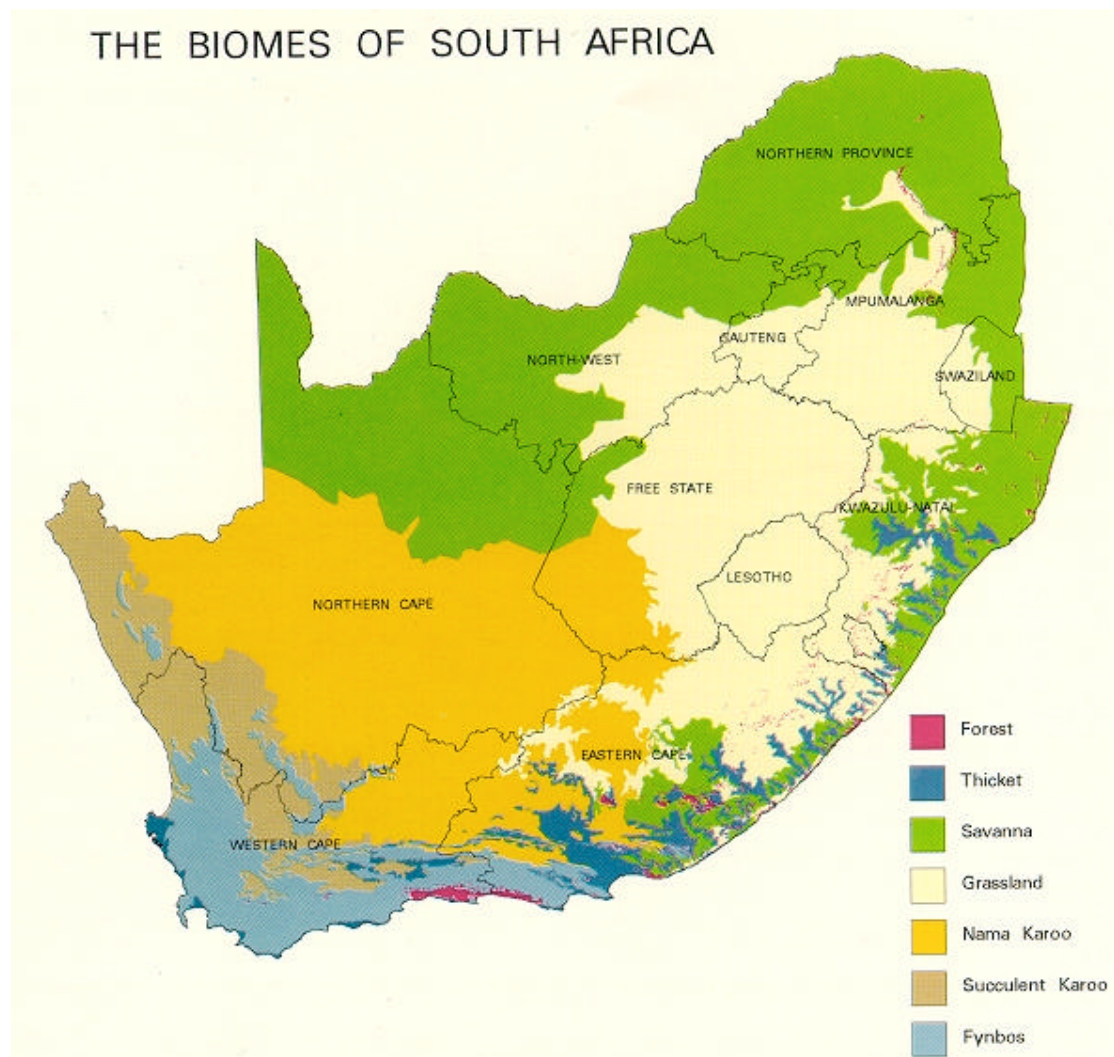 THE BIOMES OF SOUTH AFRICA
NORTHERN PROVINCE
MPUMALANGA
GAUTENG
NORTH-WEST
SWAZILAND
FREE STATE
KWAZULU-NATAL
LESOTHO
NORTHERN CAPE
EASTERN CAPE
WESTERN CAPE
Forest
Thicket
Savanna
Grassland
Nama Karoo
Succulent Karoo
Fynbos